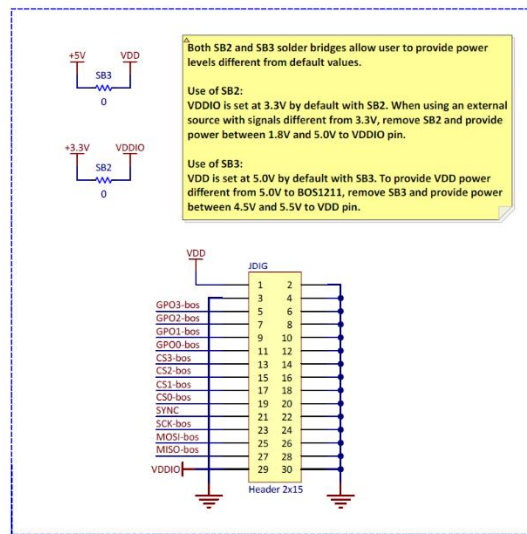 +5V VDD
SB3
0
+3.3V VDDIO
SB2
0
Both SB2 and SB3 solder bridges allow user to provide power
levels different from default values.
Use of SB2:
VDDIO is set at 3.3V by default with SB2. When using an external
source with signals different from 3.3V, remove SB2 and provide
power between 1.8V and 5.0V to VDDIO pin.
Use of SB3:
VDD is set at 5.0V by default with SB3. To provide VDD power
different from 5.0V to BOS1211, remove SB3 and provide power
between 4.5V and 5.5V to VDD pin.
VDD
JDIG
1 2
3 4
GPO3-bos 5 6
GPO2-bos 7 8
GPO1-bos 9 10
GPO0-bos 11 12
CS3-bos 13 14
CS2-bos 15 16
CS1-bos 17 18
CS0-bos 19 20
SYNC 21 22
SCK-bos 23 24
MOSI-bos 25 26
MISO-bos 27 28
VDDIO 29 30
Header 2x15